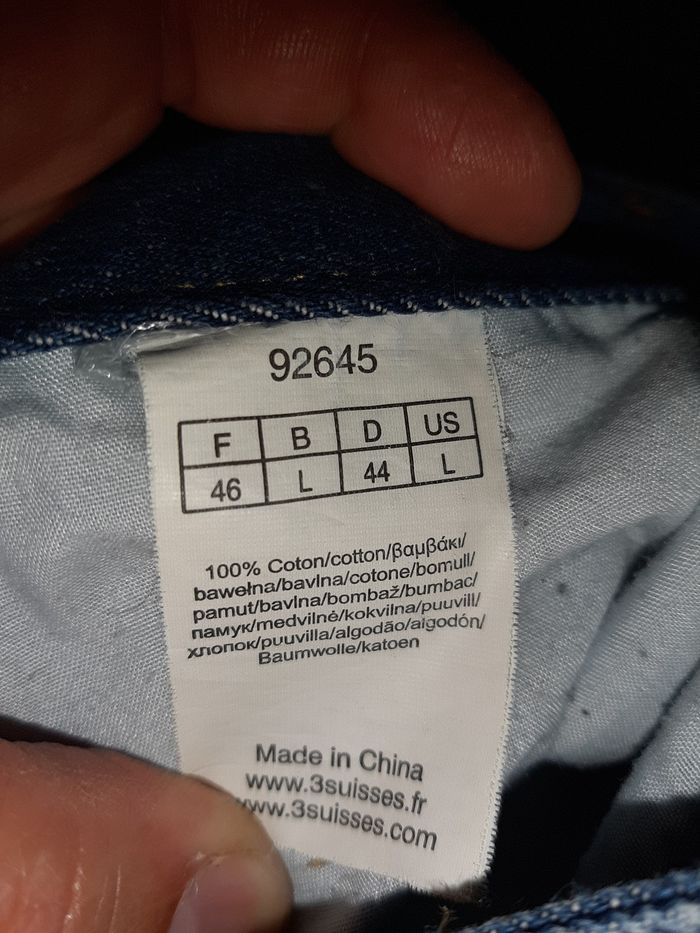 92645
F B D US
46 L 44 L
100% Coton/cotton/βαμβάκι/
bawełna/bavlna/cotone/bomull/
pamut/bavlna/bombaž/bumbac/
памук/medvilnė/kokvilna/puuvill/
хлопок/puuvilla/algodão/algodón/
Baumwolle/katoen
Made in China
www.3suisses.fr
www.3suisses.com